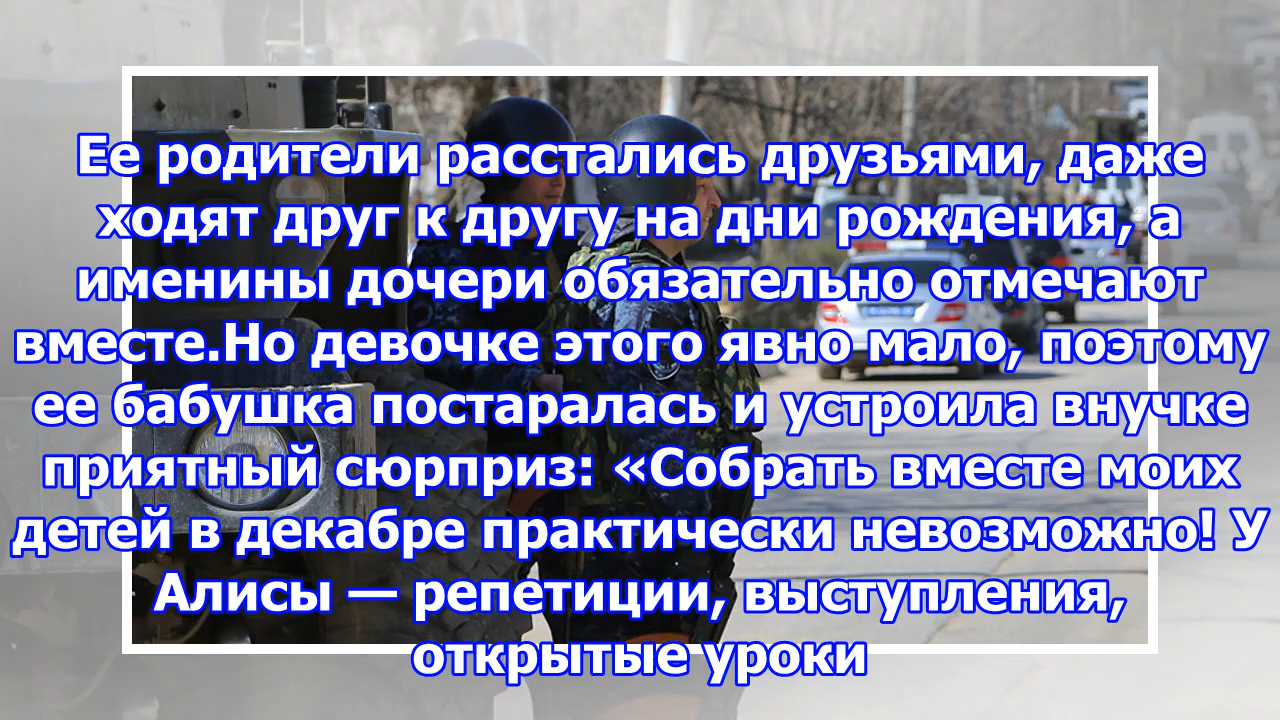 Ее родители расстались друзьями, даже
ходят друг к другу на дни рождения, а
именины дочери обязательно отмечают
вместе.Но девочке этого явно мало, поэтому
ее бабушка постаралась и устроила внучке
приятный сюрприз: «Собрать вместе моих
детей в декабре практически невозможно! У
Алисы — репетиции, выступления,
открытые уроки